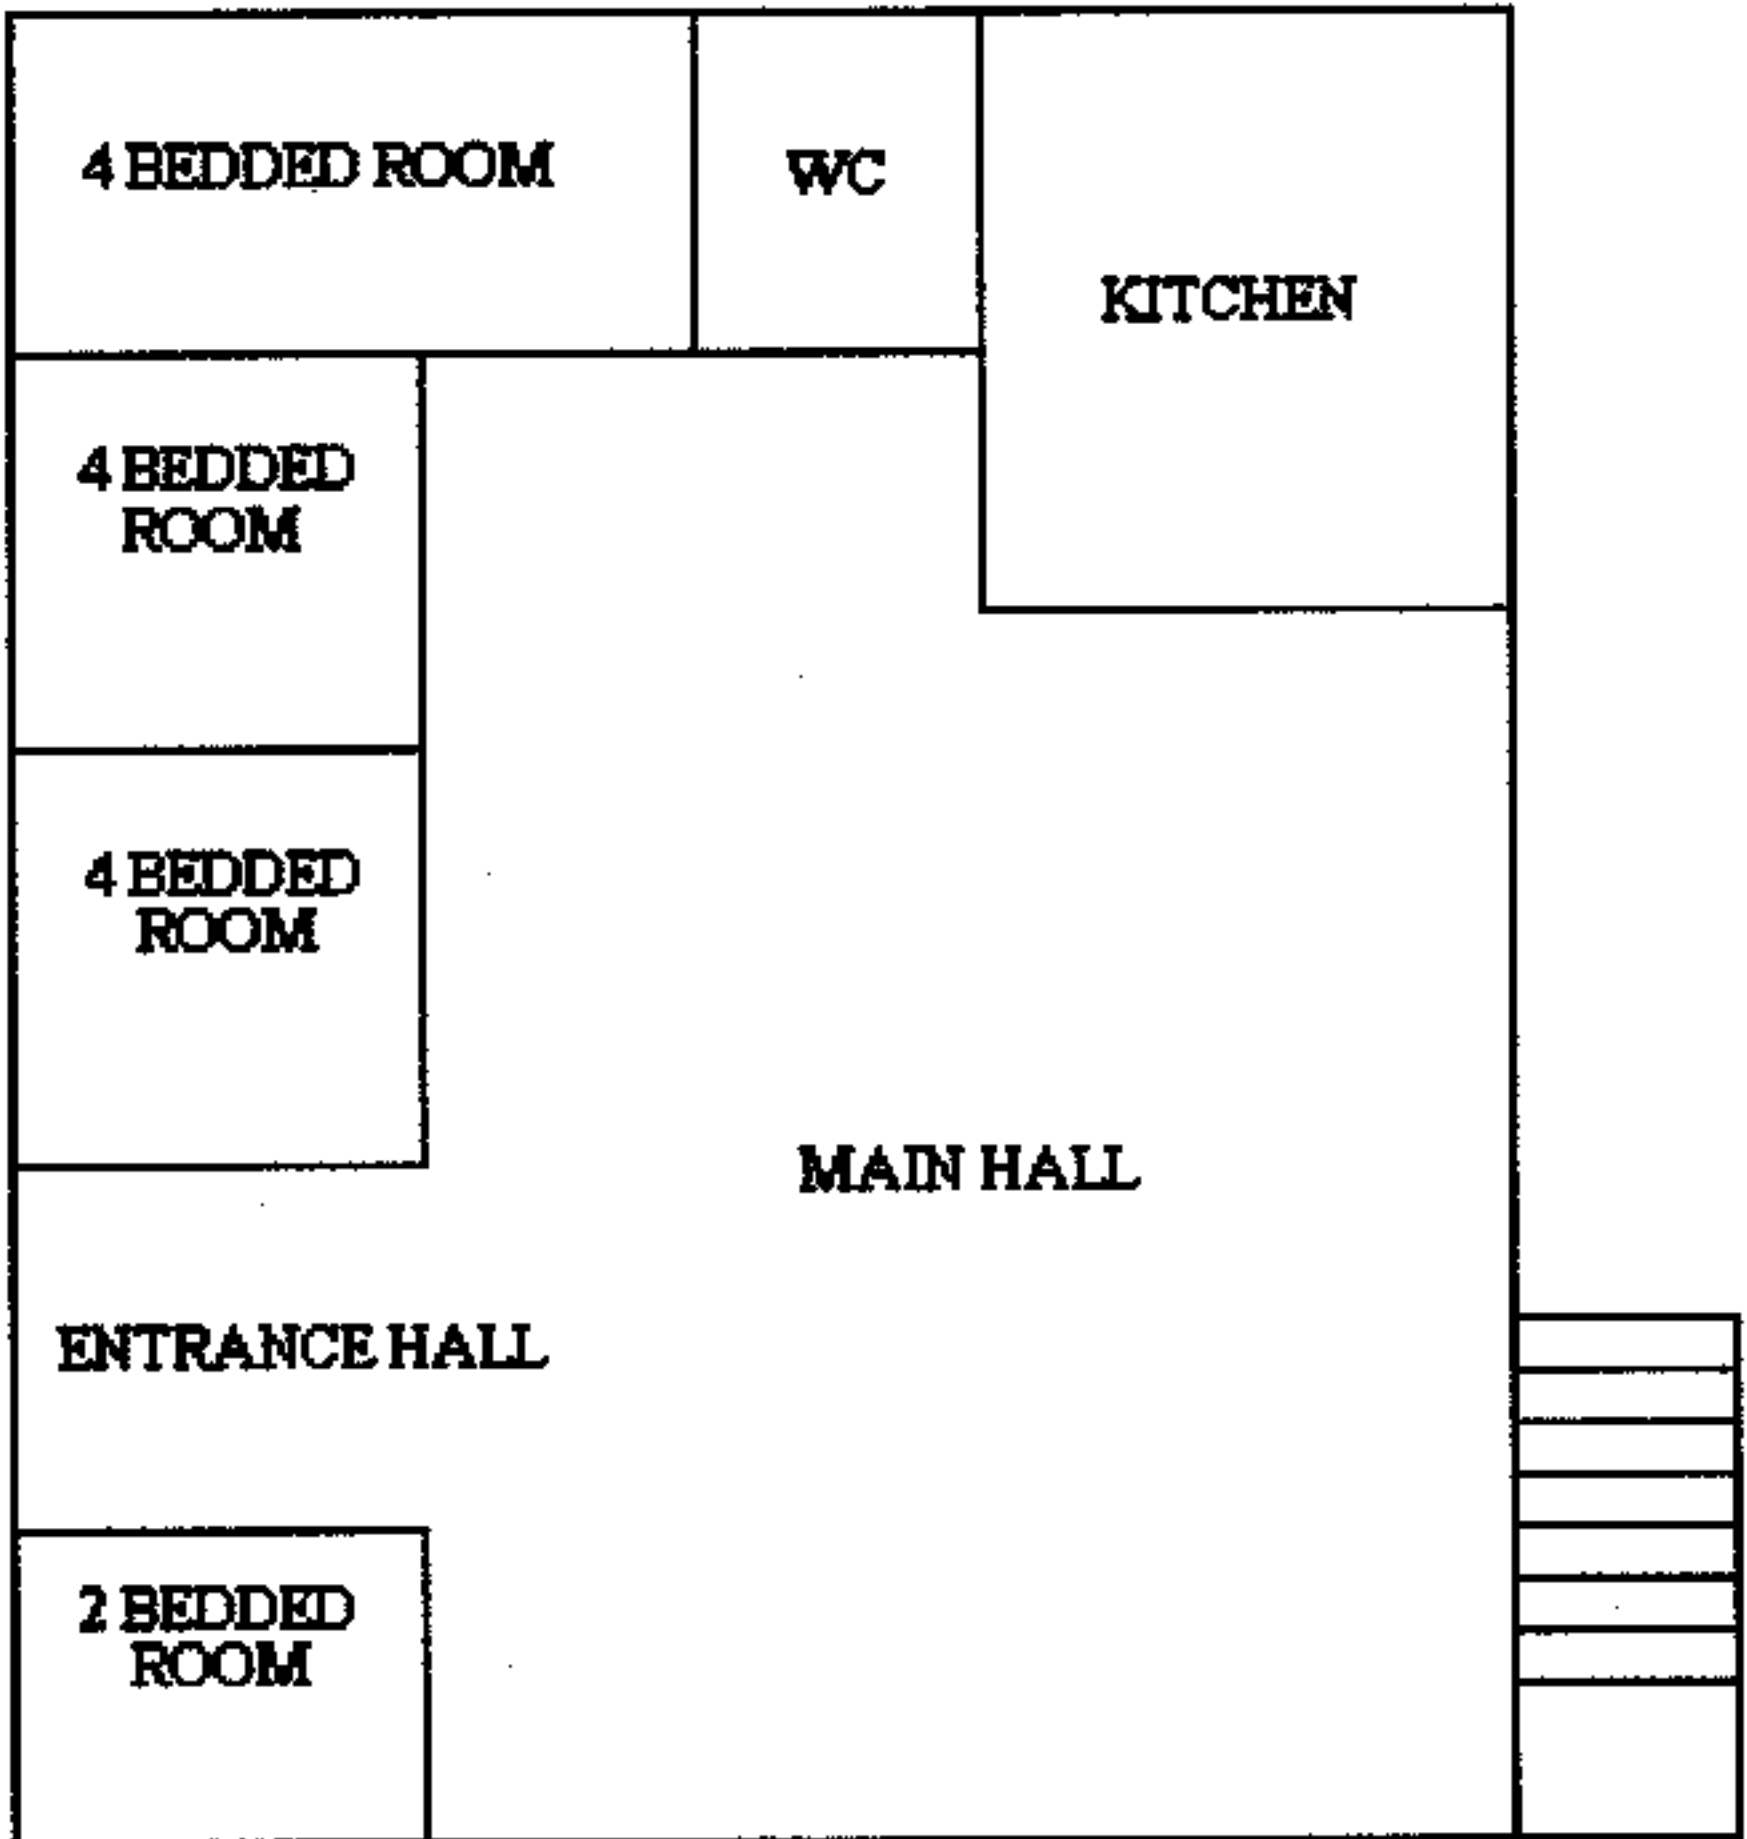 4 BEDDED ROOM
WC
KITCHEN
4 BEDDED
ROOM
4 BEDDED
ROOM
MAIN HALL
ENTRANCE HALL
2 BEDDED
ROOM